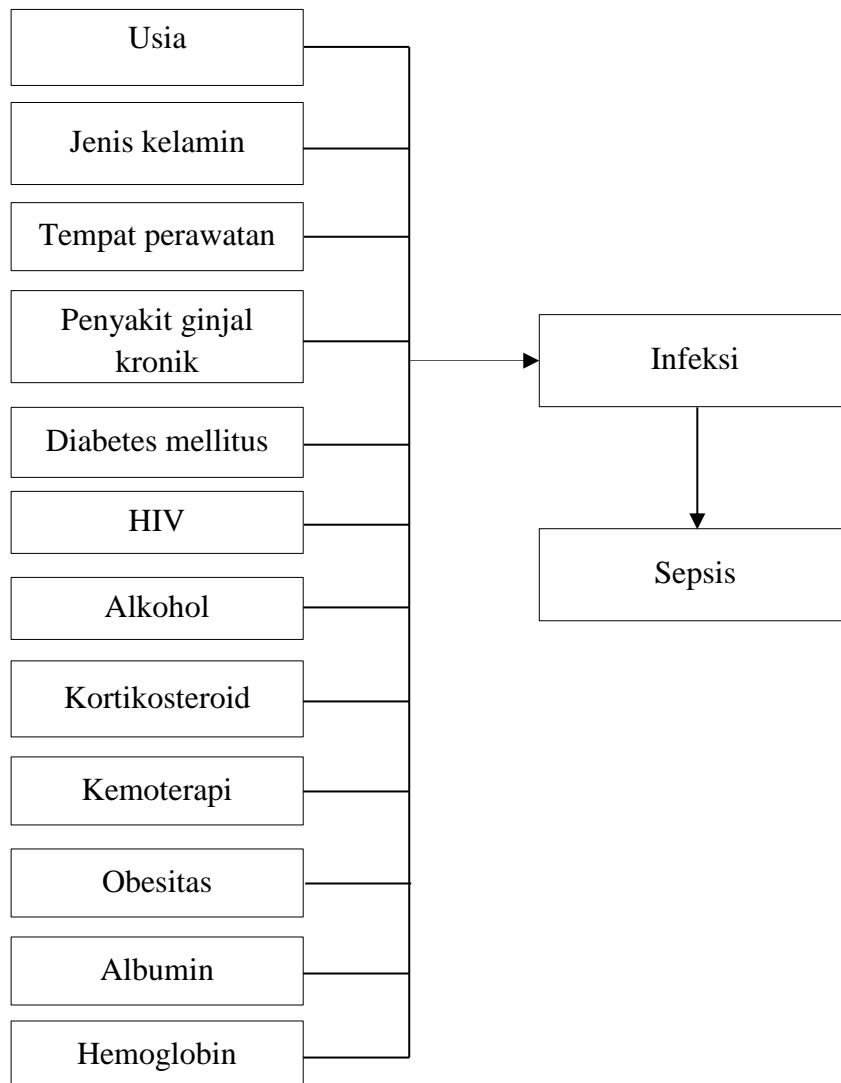 Usia
Jenis kelamin
Tempat perawatan
Penyakit ginjal
kronik
Diabetes mellitus
HIV
Alkohol
Kortikosteroid
Kemoterapi
Obesitas
Albumin
Hemoglobin
Infeksi
Sepsis